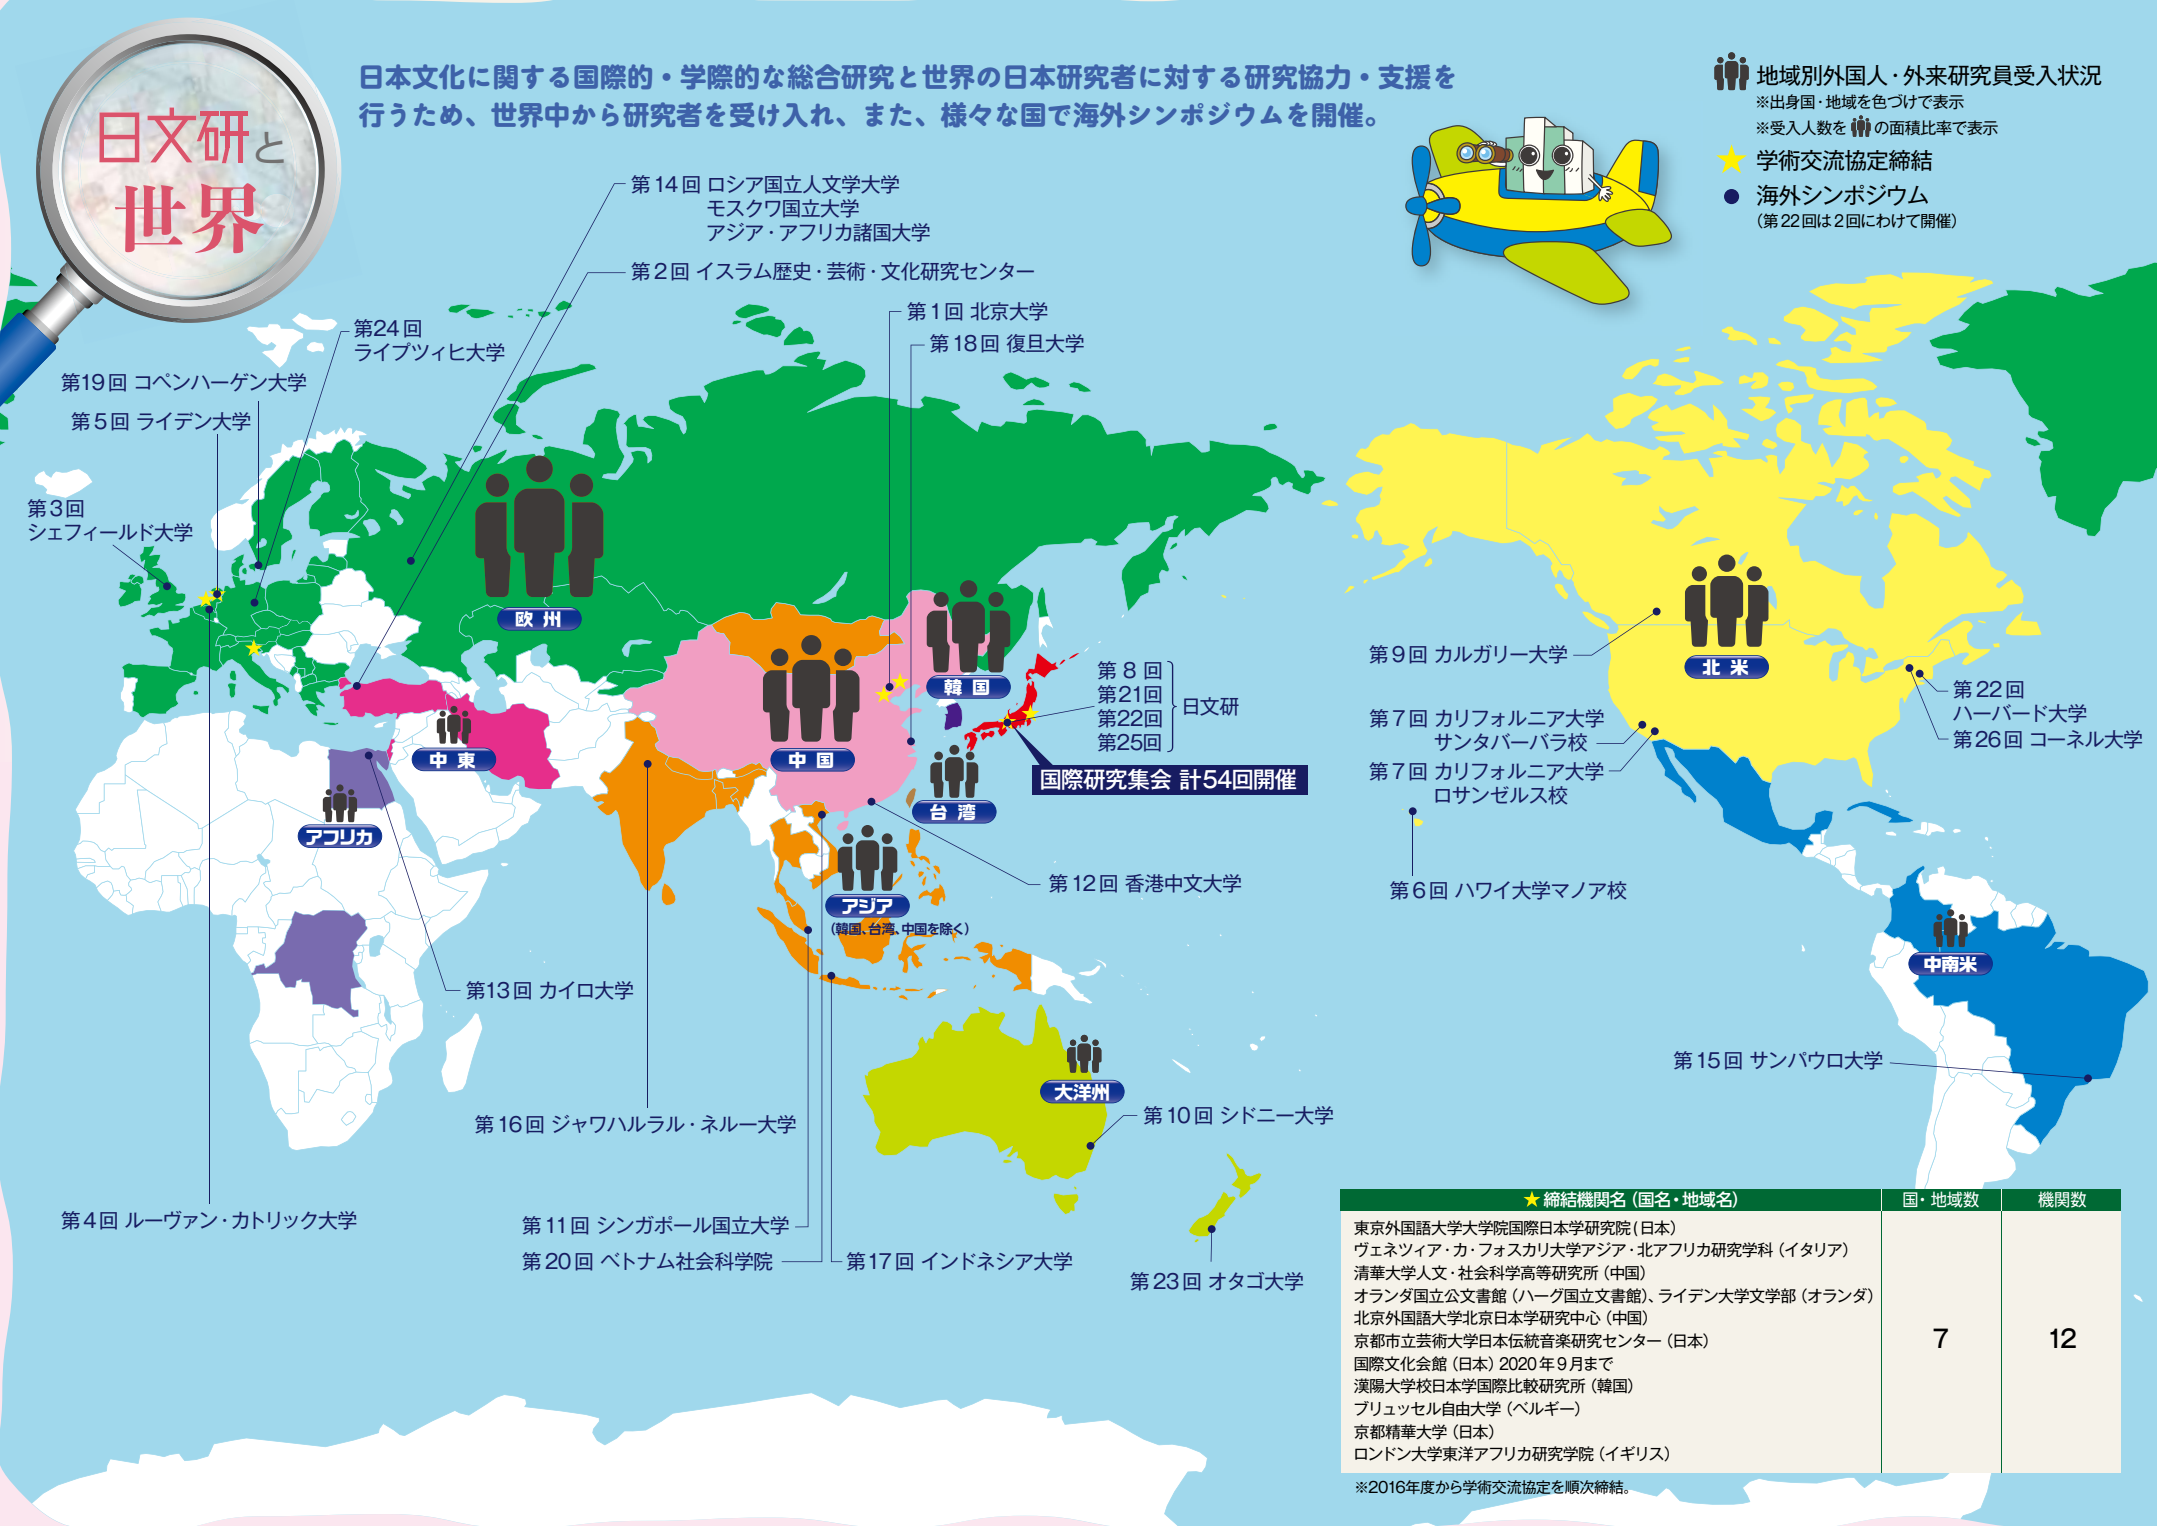 日文研と
世界
日本文化に関する国際的・学際的な総合研究と世界の日本研究者に対する研究協力・支援を
行うため、世界中から研究者を受け入れ、また、様々な国で海外シンポジウムを開催。
地域別外国人・外来研究員受入状況
※出身国・地域を色づけで表示
※受入人数を の面積比率で表示
学術交流協定締結
海外シンポジウム
（第22回は2回にわけて開催）
第14回 ロシア国立人文学大学
モスクワ国立大学
アジア・アフリカ諸国大学
第2回 イスラム歴史・芸術・文化研究センター
第1回 北京大学
第18回 復旦大学
第24回
ライプツィヒ大学
第19回 コペンハーゲン大学
第5回 ライデン大学
第3回
シェフィールド大学
欧州
韓国
中国
中東
台湾
アフリカ
アジア
（韓国、台湾、中国を除く）
北米
中南米
大洋州
第8回
第21回
第22回
第25回
日文研
国際研究集会 計54回開催
第9回 カルガリー大学
第7回 カリフォルニア大学
サンタバーバラ校
第7回 カリフォルニア大学
ロサンゼルス校
第22回
ハーバード大学
第26回 コーネル大学
第6回 ハワイ大学マノア校
第12回 香港中文大学
第13回 カイロ大学
第15回 サンパウロ大学
第16回 ジャワハルラル・ネルー大学
第10回 シドニー大学
第4回 ルーヴァン・カトリック大学
第11回 シンガポール国立大学
第20回 ベトナム社会科学院
第17回 インドネシア大学
第23回 オタゴ大学
★締結機関名（国名・地域名） 国・地域数 機関数
東京外国語大学大学院国際日本学研究院（日本）
ヴェネツィア・カ・フォスカリ大学アジア・北アフリカ研究学科（イタリア）
清華大学人文・社会科学高等研究所（中国）
オランダ国立公文書館（ハーグ国立文書館）、ライデン大学文学部（オランダ）
北京外国語大学北京日本学研究中心（中国）
京都市立芸術大学日本伝統音楽研究センター（日本）
国際文化会館（日本）2020年9月まで
漢陽大学校日本学国際比較研究所（韓国）
ブリュッセル自由大学（ベルギー）
京都精華大学（日本）
ロンドン大学東洋アフリカ研究学院（イギリス）
7
12
※2016年度から学術交流協定を順次締結。